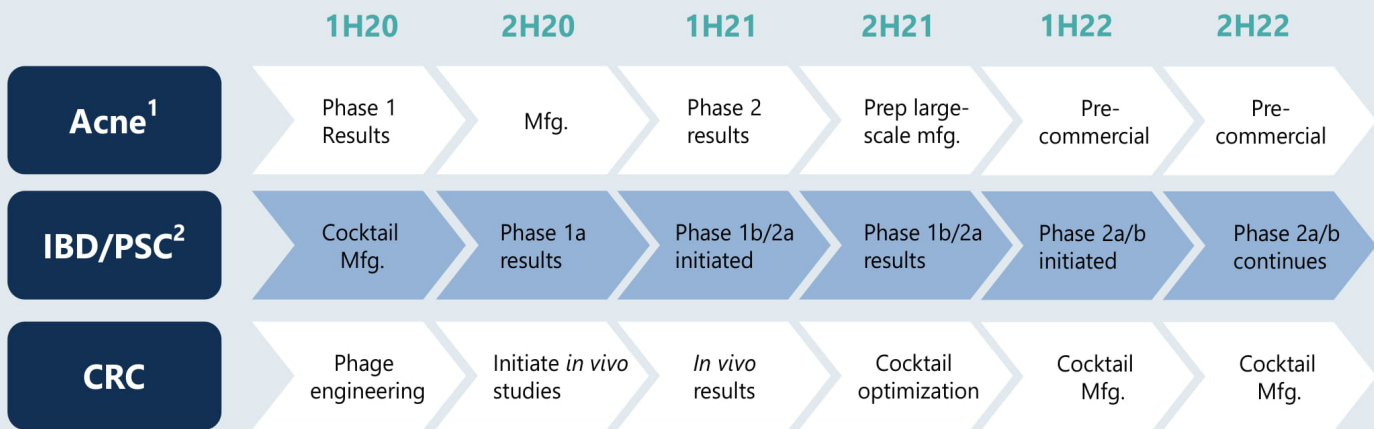 1H20 2H20 1H21 2H21 1H22 2H22
Acne¹
Phase 1
Results
Mfg.
Phase 2
results
Prep large-
scale mfg.
Pre-
commercial
Pre-
commercial
IBD/PSC²
Cocktail
Mfg.
Phase 1a
results
Phase 1b/2a
initiated
Phase 1b/2a
results
Phase 2a/b
initiated
Phase 2a/b
continues
CRC
Phage
engineering
Initiate in vivo
studies
In vivo
results
Cocktail
optimization
Cocktail
Mfg.
Cocktail
Mfg.